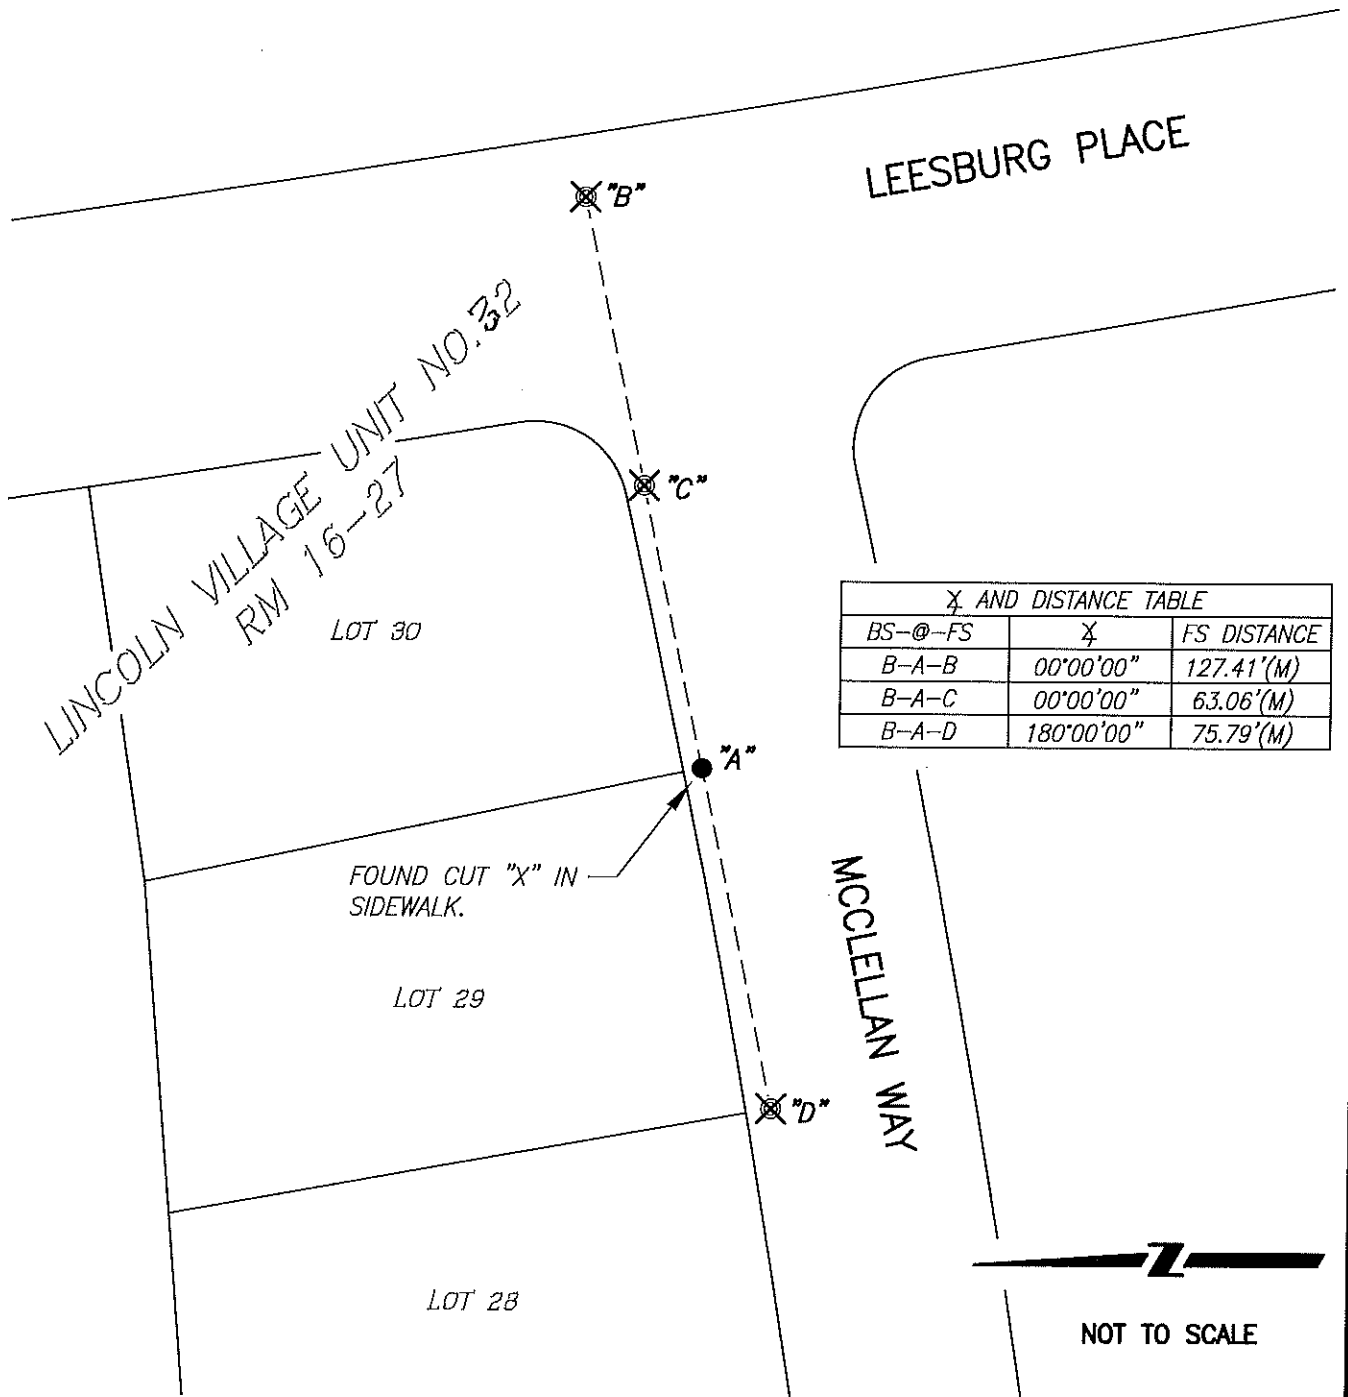 LEESBURG PLACE
"B"
LINCOLN VILLAGE UNIT NO.32
RM 16-27
"C"
LOT 30
∡ AND DISTANCE TABLE
BS-@-FS ∡ FS DISTANCE
B-A-B 00°00'00" 127.41'(M)
B-A-C 00°00'00" 63.06'(M)
B-A-D 180°00'00" 75.79'(M)
"A"
FOUND CUT "X" IN
SIDEWALK.
MCCLELLAN WAY
LOT 29
"D"
LOT 28
Z
NOT TO SCALE